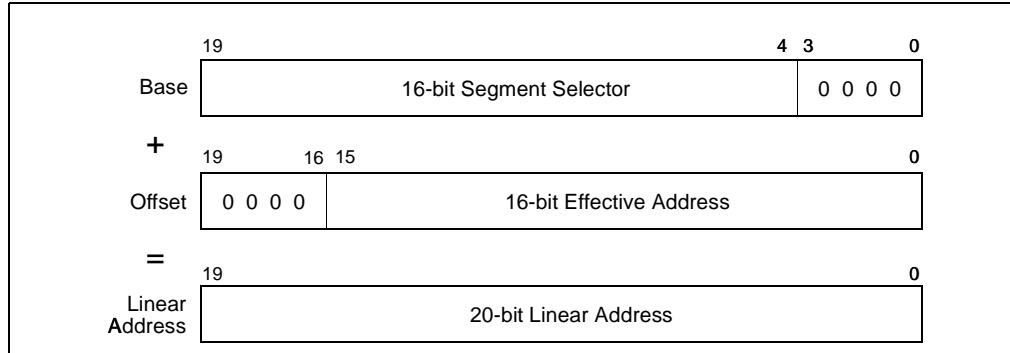 19 4 3 0
Base 16-bit Segment Selector 0 0 0 0
+
19 16 15 0
Offset 0 0 0 0 16-bit Effective Address
=
19 0
Linear
Address 20-bit Linear Address